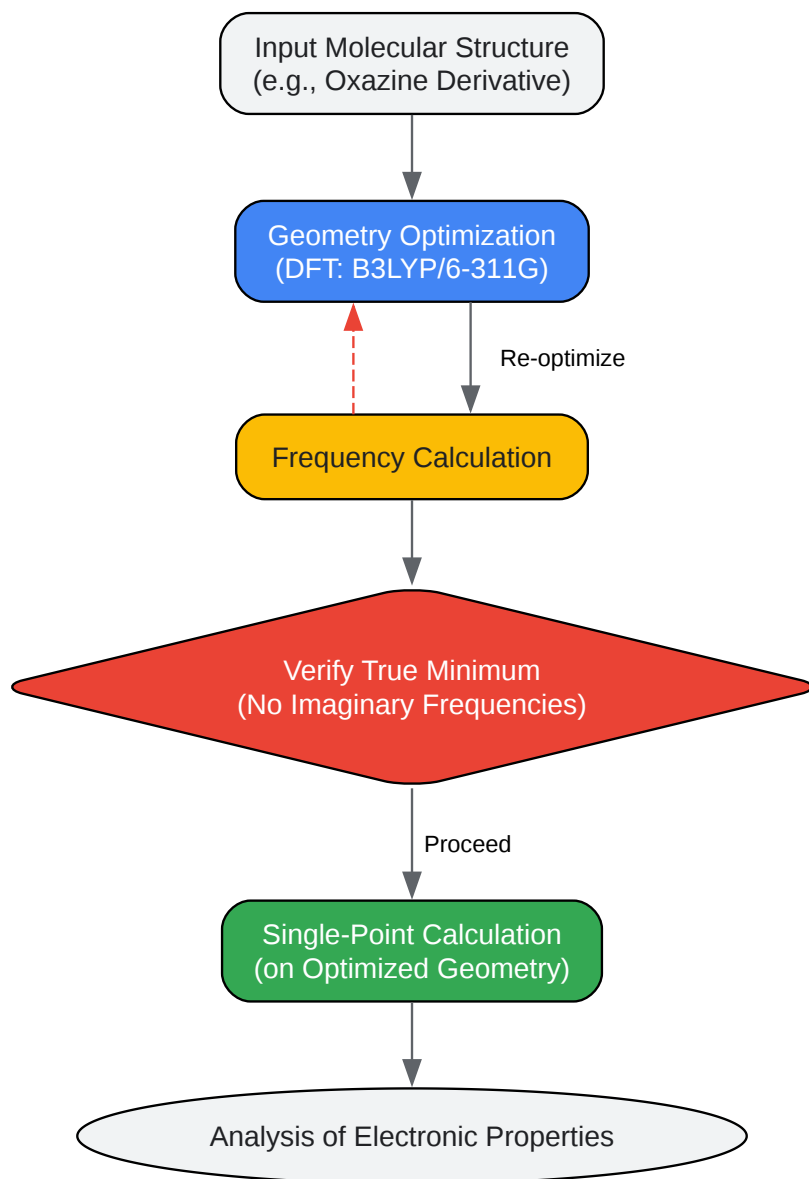 Input Molecular Structure
(e.g., Oxazine Derivative)
Geometry Optimization
(DFT: B3LYP/6-311G)
Re-optimize
Frequency Calculation
Verify True Minimum
(No Imaginary Frequencies)
Proceed
Single-Point Calculation
(on Optimized Geometry)
Analysis of Electronic Properties